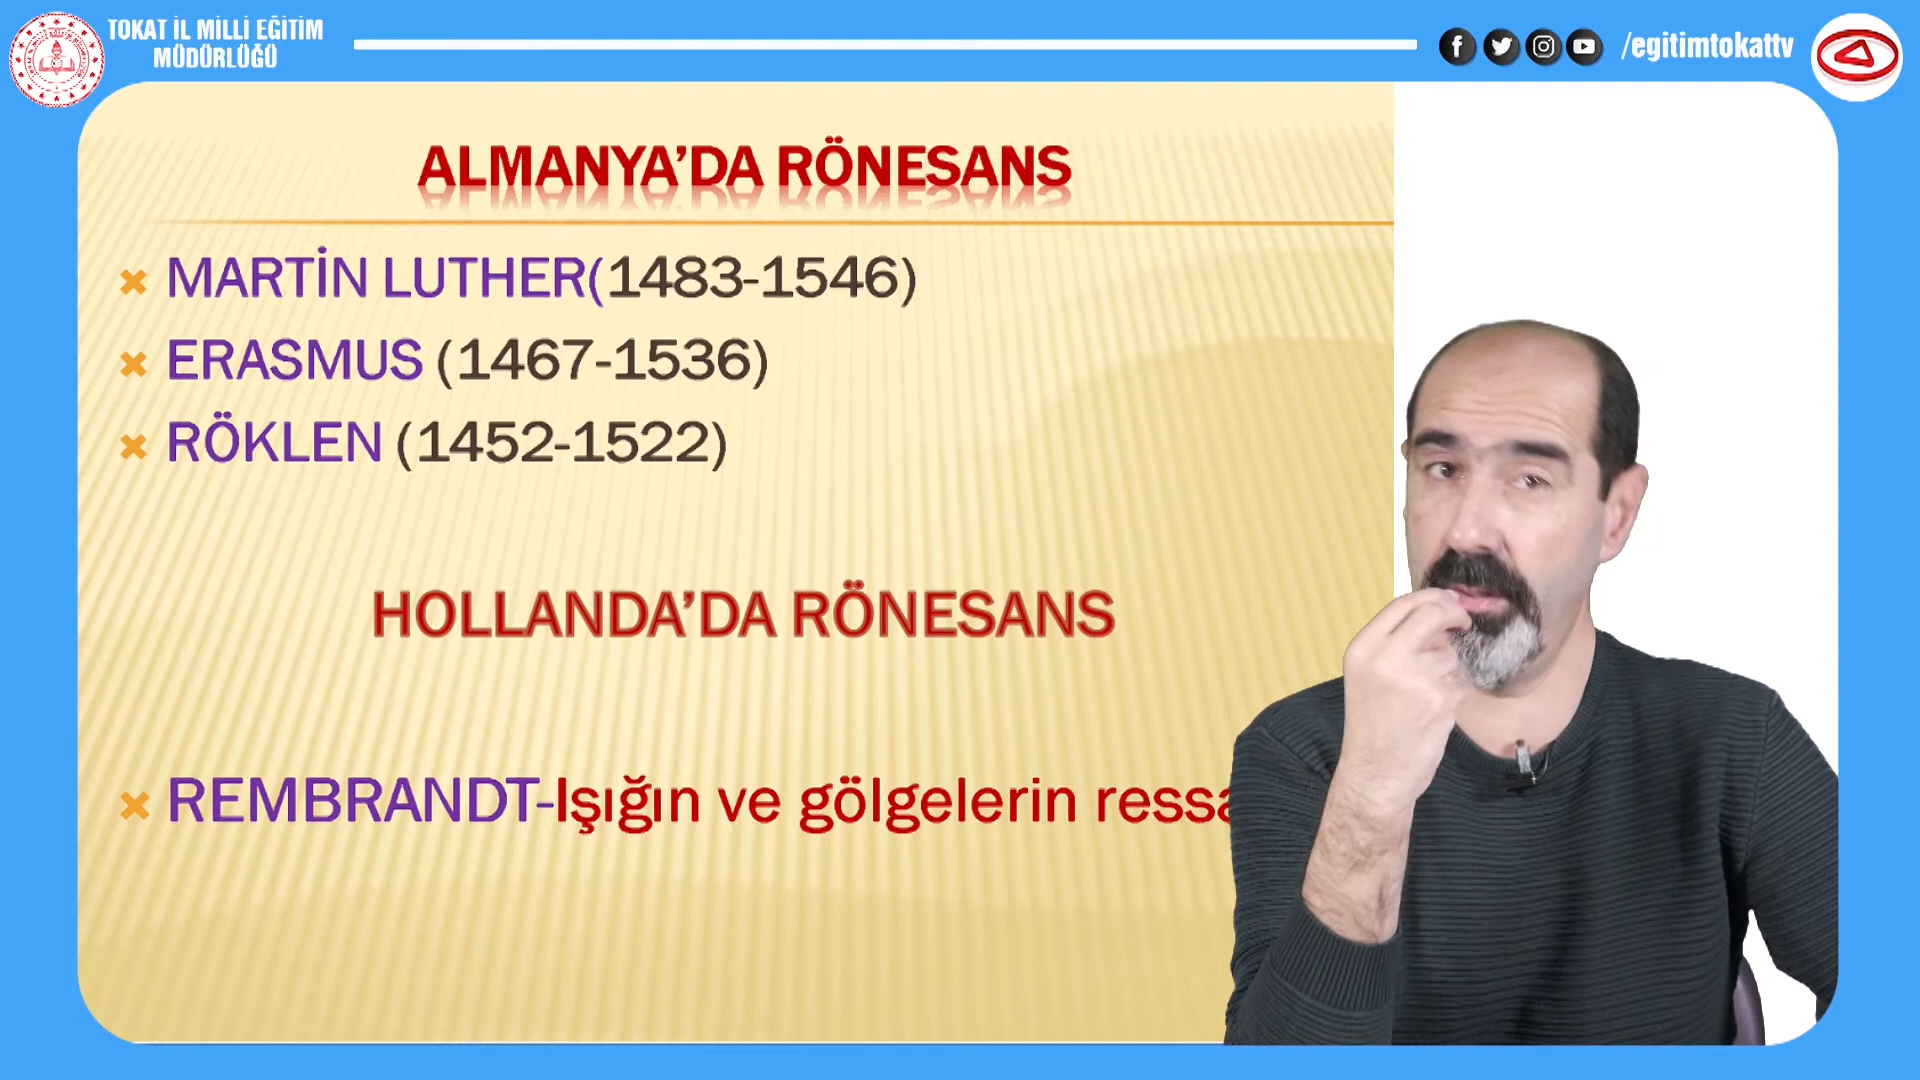 TOKAT İL MİLLİ EĞİTİM
MÜDÜRLÜĞÜ
/egitimtokattv
ALMANYA’DA RÖNESANS
MARTİN LUTHER(1483-1546)
ERASMUS (1467-1536)
RÖKLEN (1452-1522)
HOLLANDA’DA RÖNESANS
REMBRANDT-Işığın ve gölgelerin